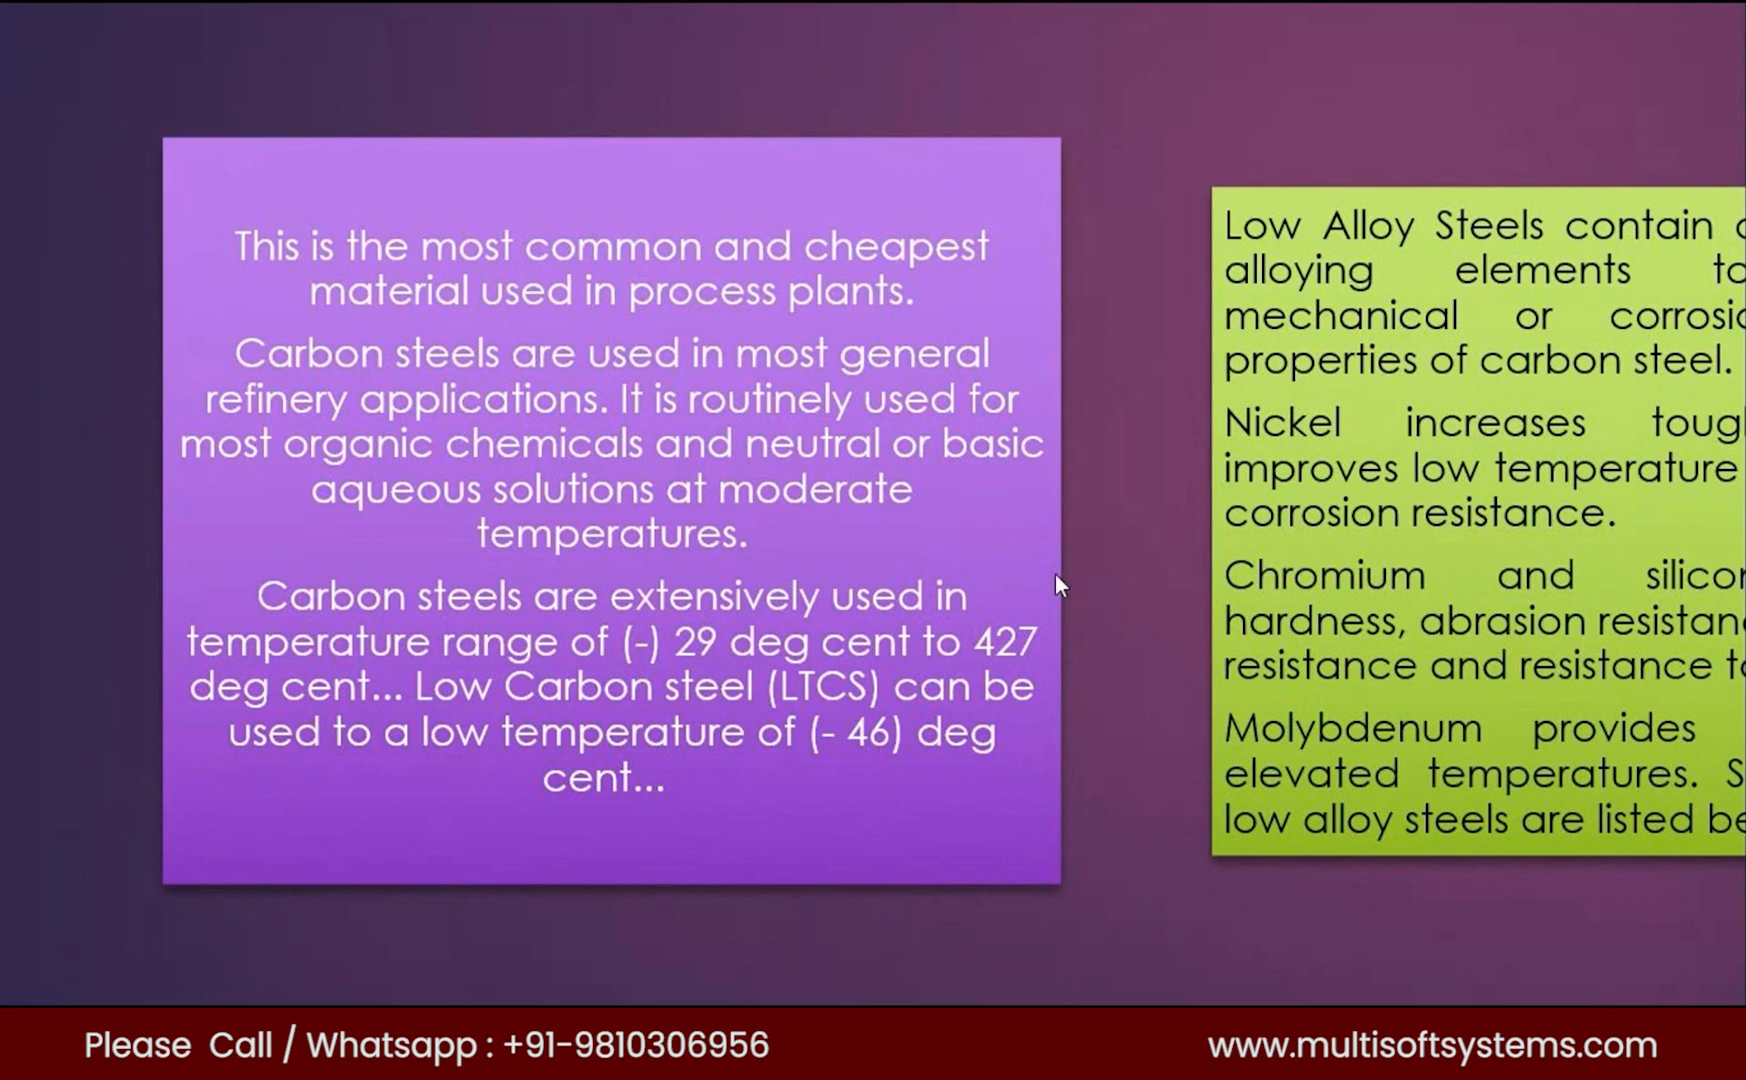 This is the most common and cheapest
material used in process plants.
Carbon steels are used in most general
refinery applications. It is routinely used for
most organic chemicals and neutral or basic
aqueous solutions at moderate
temperatures.
Carbon steels are extensively used in
temperature range of (-) 29 deg cent to 427
deg cent... Low Carbon steel (LTCS) can be
used to a low temperature of (- 46) deg
cent...
Low Alloy Steels contain
alloying elements
mechanical or
properties of carbon steel.
Nickel increases
improves low temperature
corrosion resistance.
Chromium and
hardness, abrasion
resistance and resistance
Molybdenum provides
elevated temperatures.
low alloy steels are listed
Please Call / Whatsapp : +91-9810306956
www.multisoftsystems.com